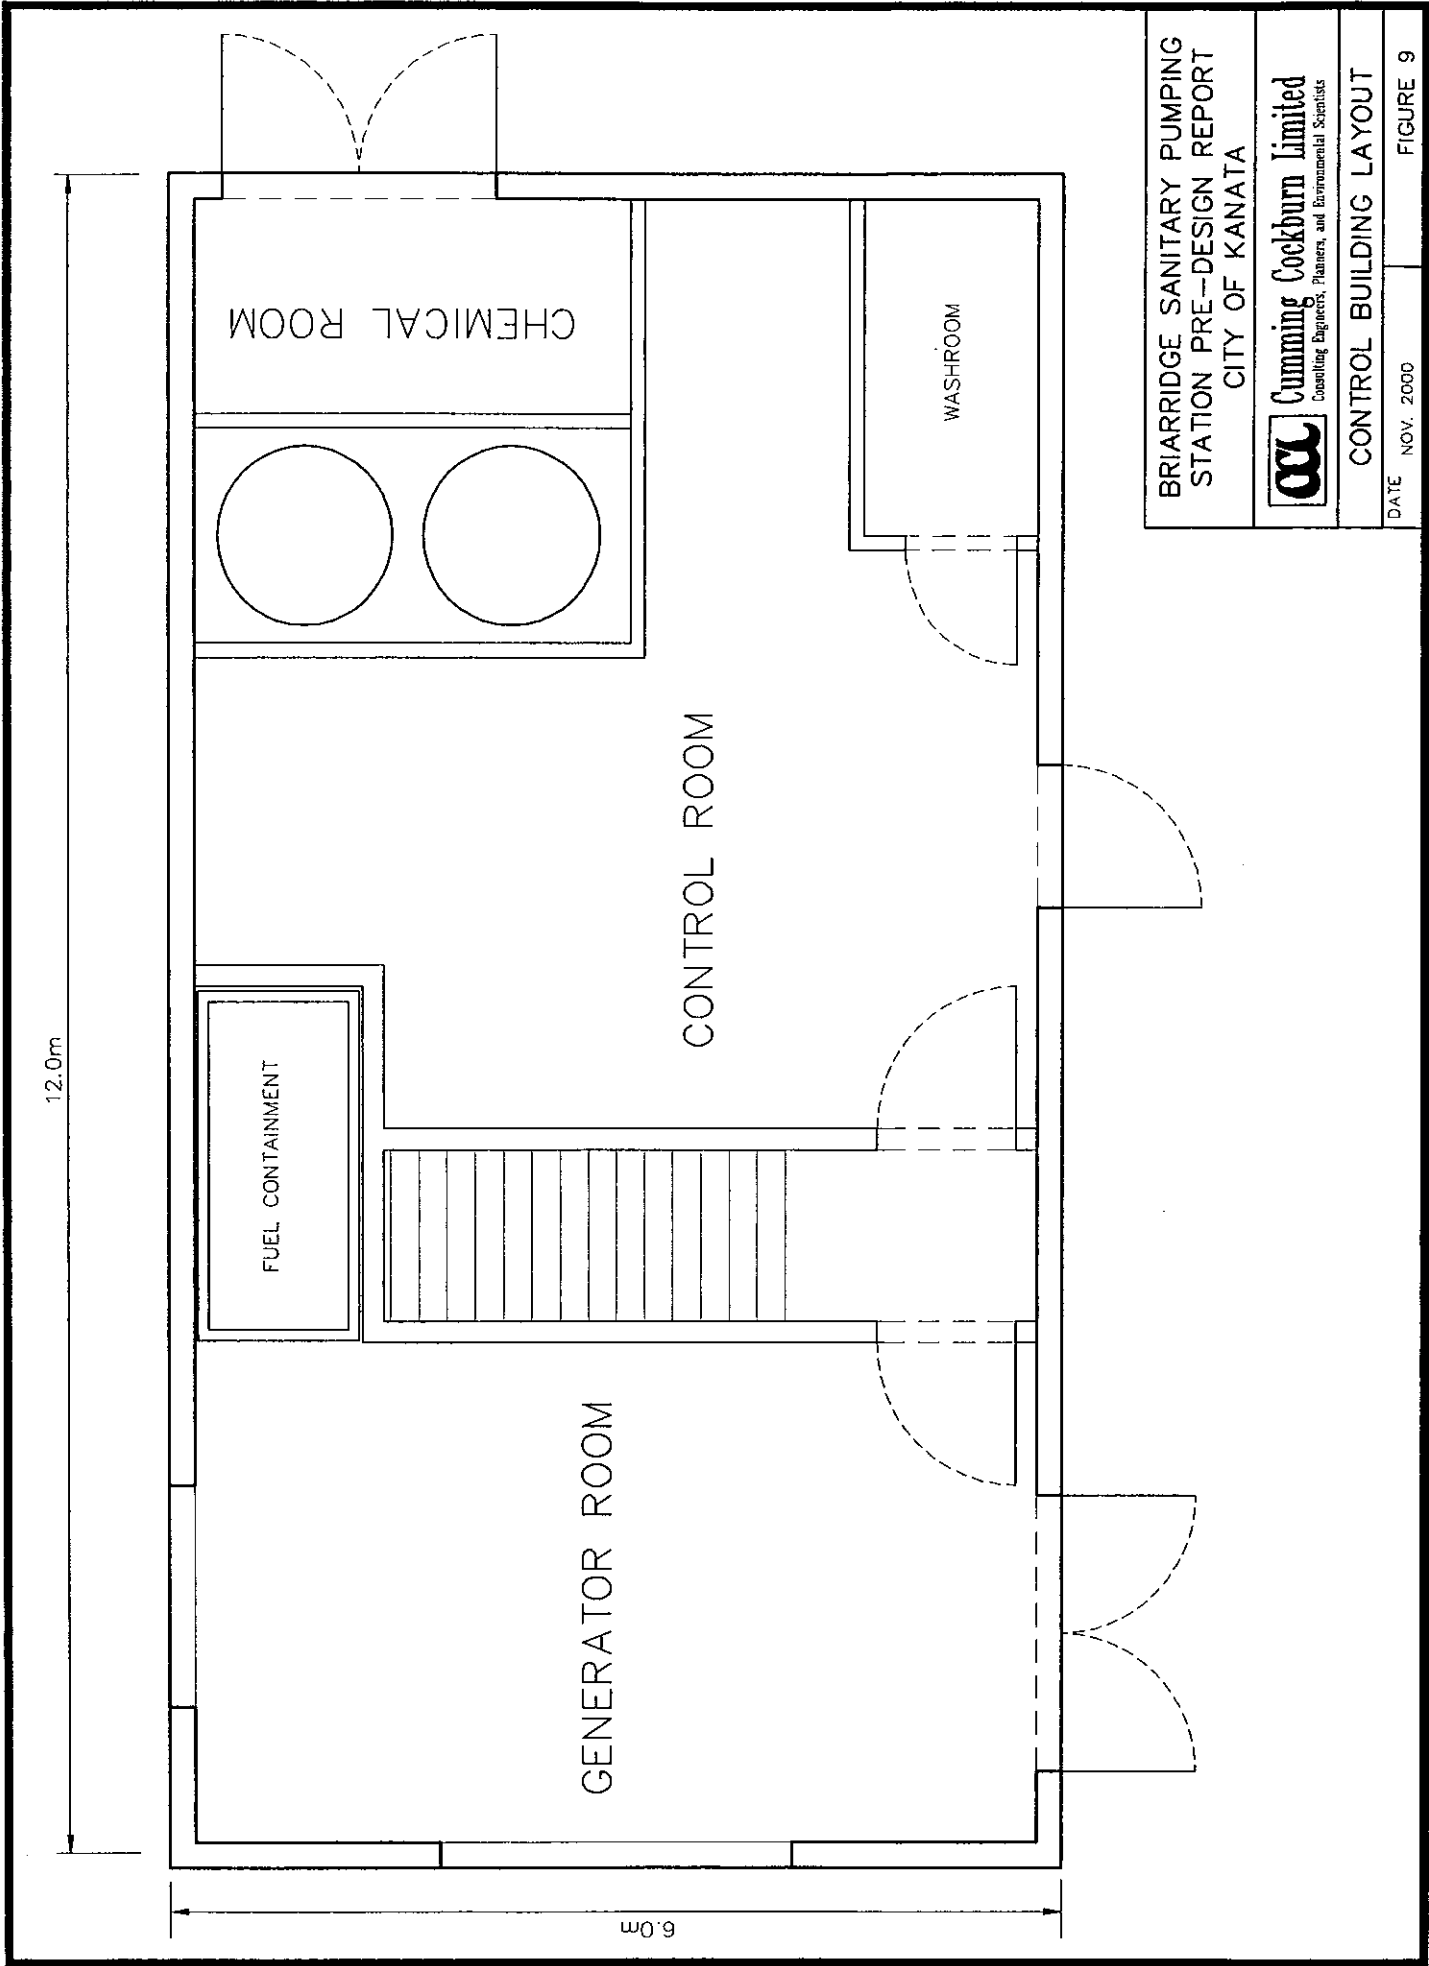 12.0m
6.0m
CHEMICAL ROOM
FUEL CONTAINMENT
CONTROL ROOM
WASHROOM
GENERATOR ROOM
BRIARRIDGE SANITARY PUMPING
STATION PRE-DESIGN REPORT
CITY OF KANATA
CCL
Cumming Cockburn Limited
Consulting Engineers, Planners, and Environmental Scientists
CONTROL BUILDING LAYOUT
DATE NOV. 2000
FIGURE 9